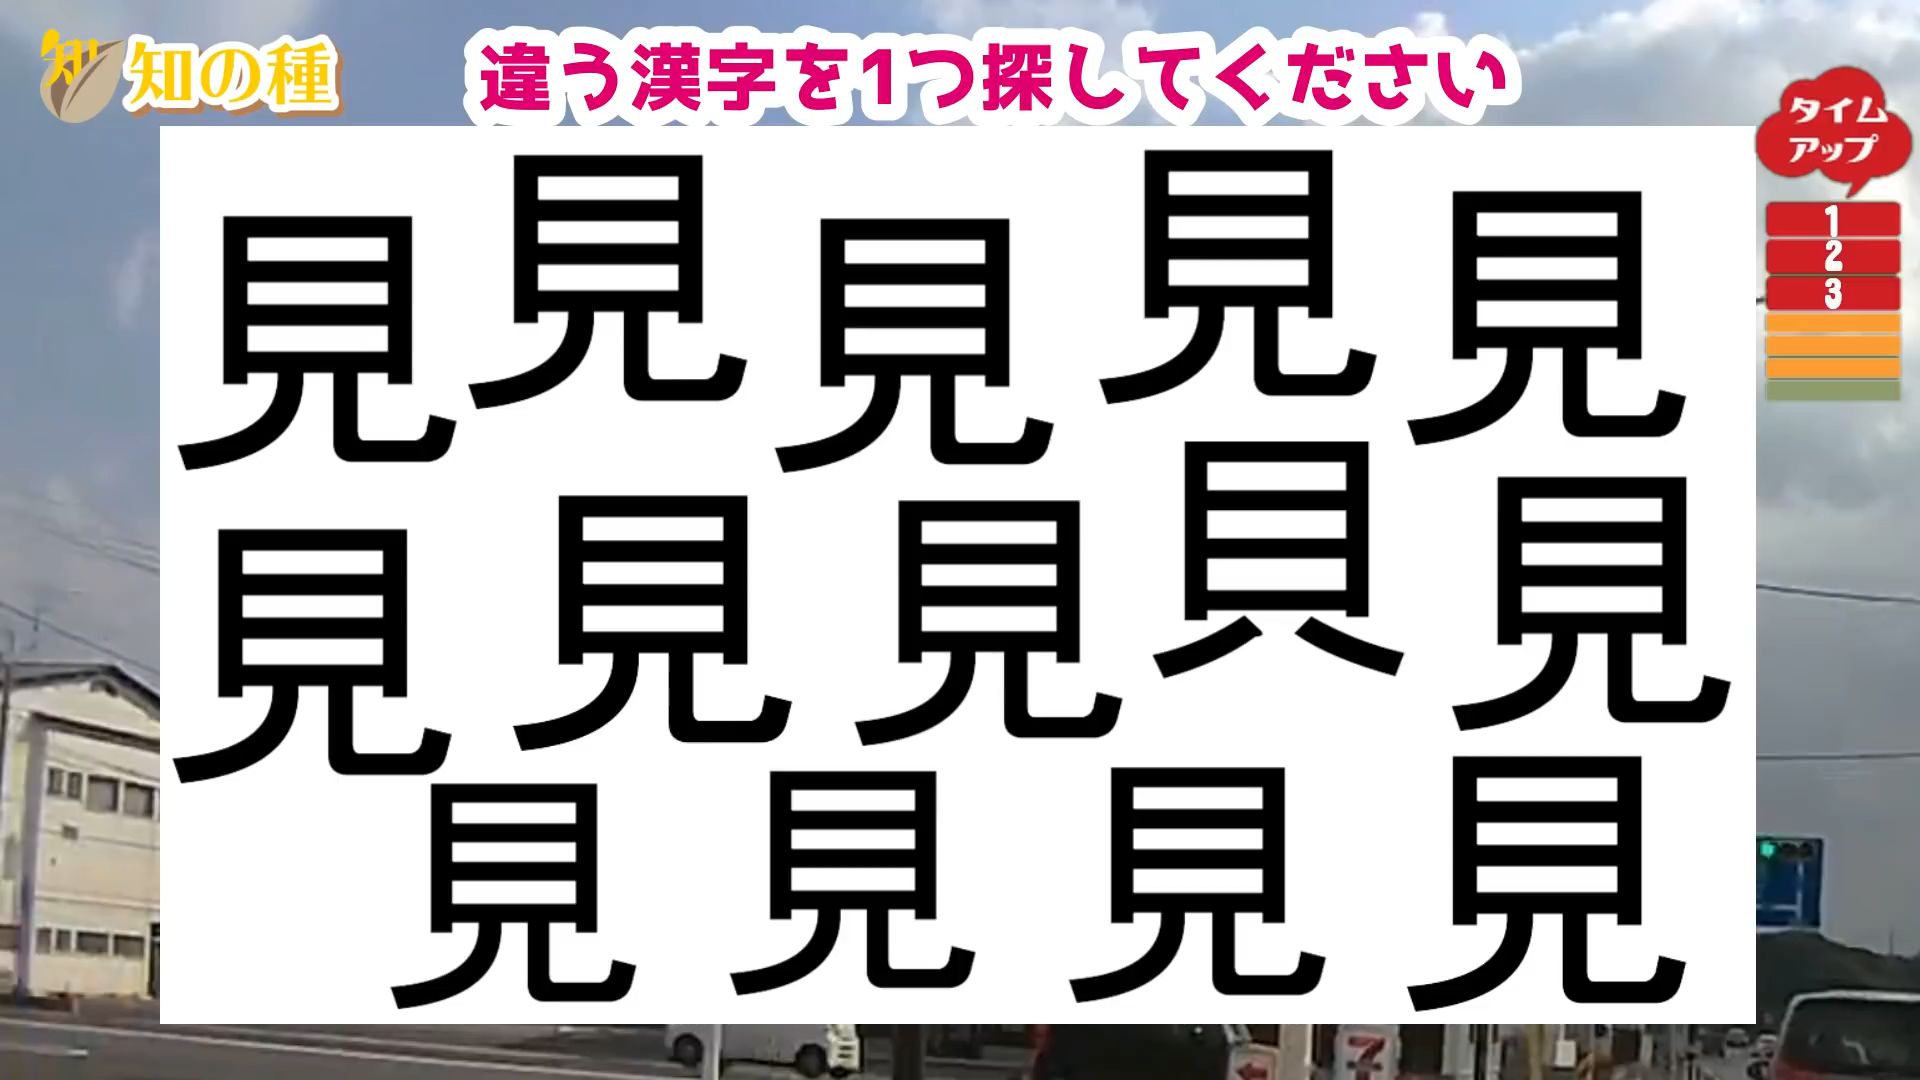 知 知の種
違う漢字を1つ探してください
タイム
アップ
1
2
3
見 見 見 見 見
見 見 見 貝 見
見 見 見 見
7